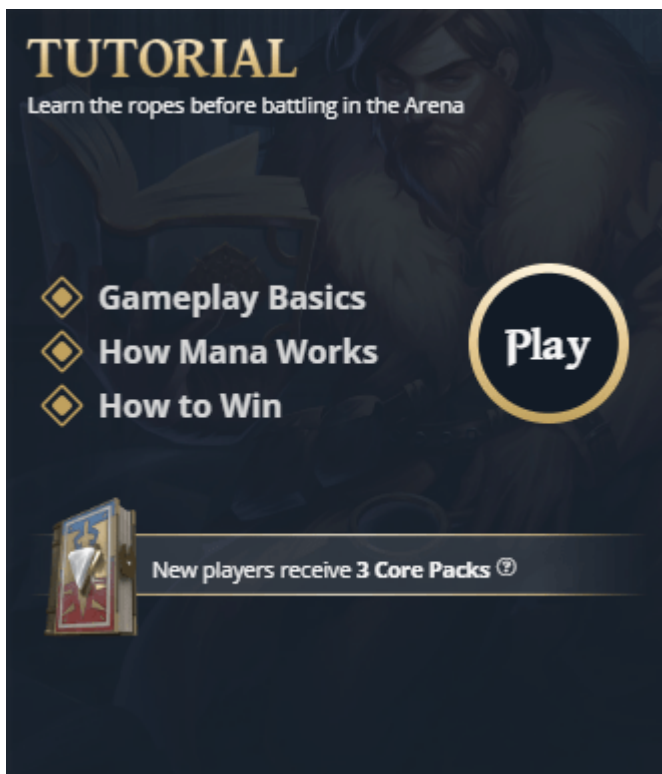 TUTORIAL
Learn the ropes before battling in the Arena
Gameplay Basics
How Mana Works
How to Win
Play
New players receive 3 Core Packs ?